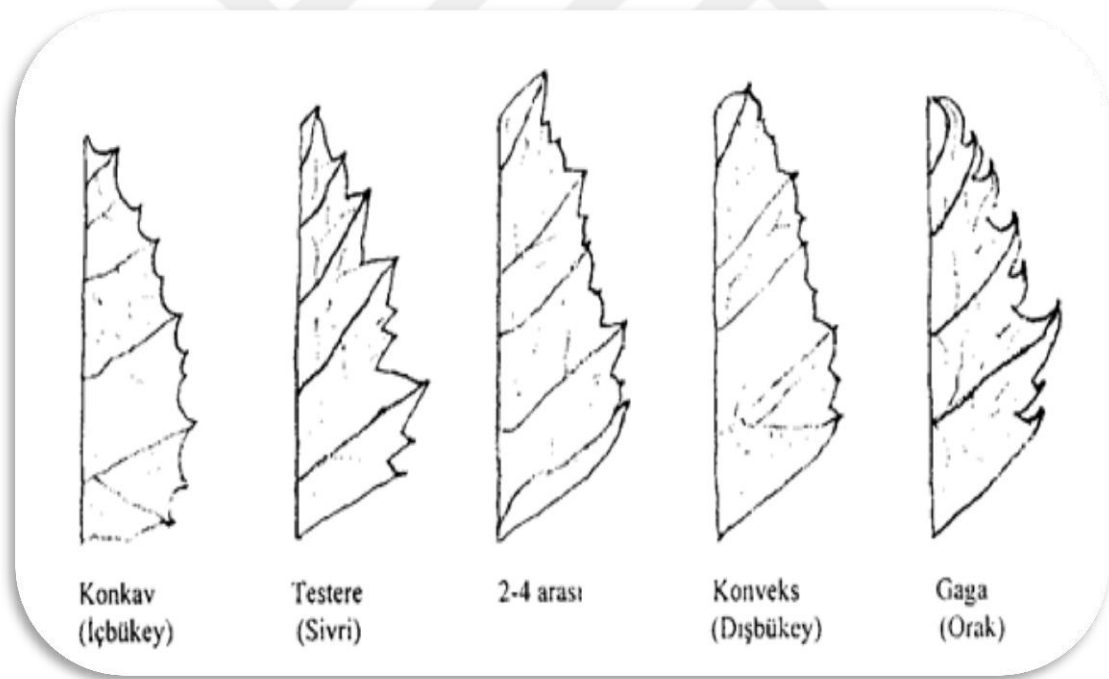 Konkav
(İçbükey)
Testere
(Sivri)
2-4 arası
Konveks
(Dışbükey)
Gaga
(Orak)